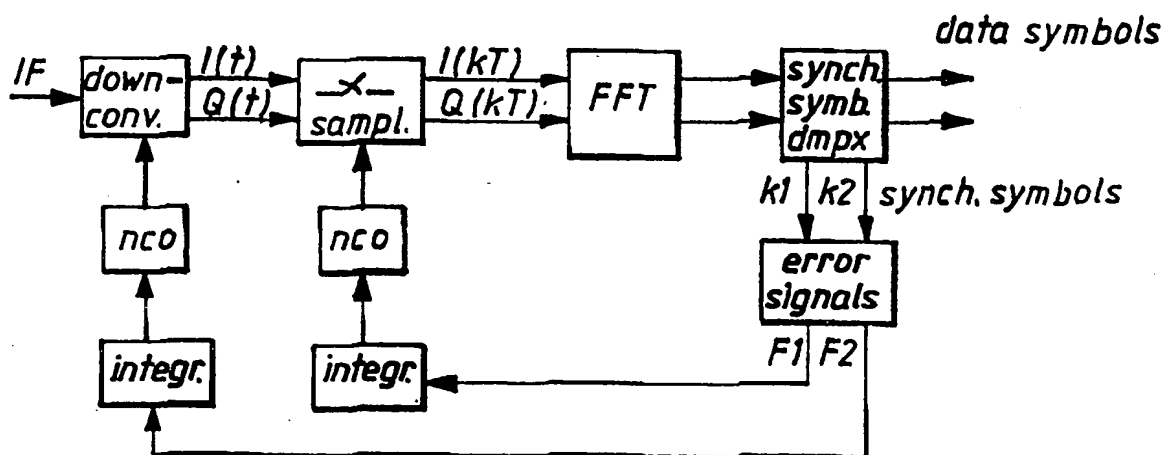 data symbols
IF
down-
conv.
I(t)
Q(t)
sampl.
I(kT)
Q(kT)
FFT
synch.
symb.
dmpx
k1 k2 synch. symbols
nco
nco
error
signals
F1 F2
integr.
integr.